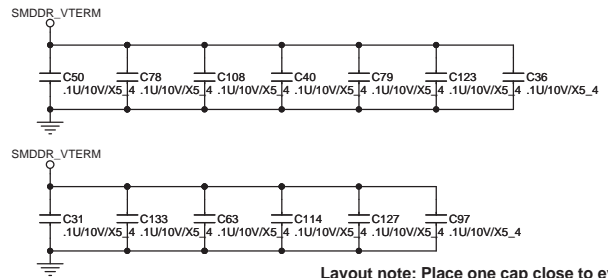 SMDDR_VTERM
C50 C78 C108 C40 C79 C123 C36
.1U/10V/X5_4 .1U/10V/X5_4 .1U/10V/X5_4 .1U/10V/X5_4 .1U/10V/X5_4 .1U/10V/X5_4 .1U/10V/X5_4
SMDDR_VTERM
C31 C133 C63 C114 C127 C97
.1U/10V/X5_4 .1U/10V/X5_4 .1U/10V/X5_4 .1U/10V/X5_4 .1U/10V/X5_4 .1U/10V/X5_4
Layout note: Place one cap close to